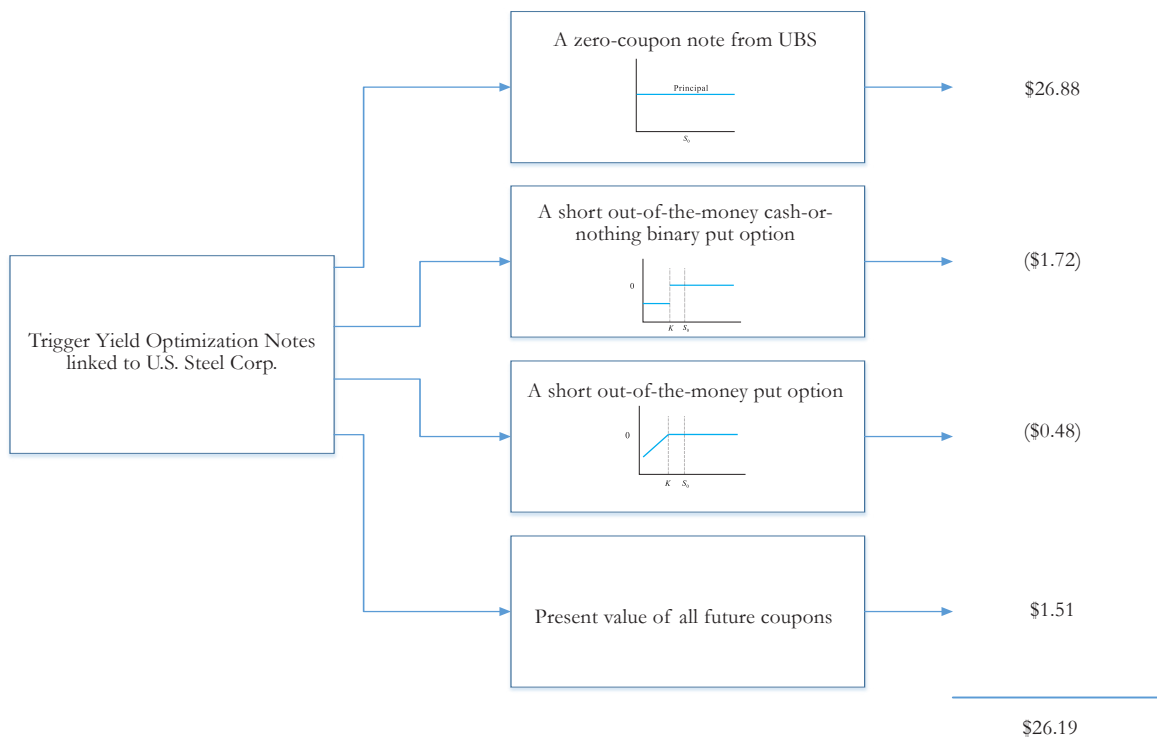 A zero-coupon note from UBS
Principal
S₀
$26.88
A short out-of-the-money cash-or-
nothing binary put option
0
K S₀
($1.72)
Trigger Yield Optimization Notes
linked to U.S. Steel Corp.
A short out-of-the-money put option
0
K S₀
($0.48)
Present value of all future coupons
$1.51
$26.19